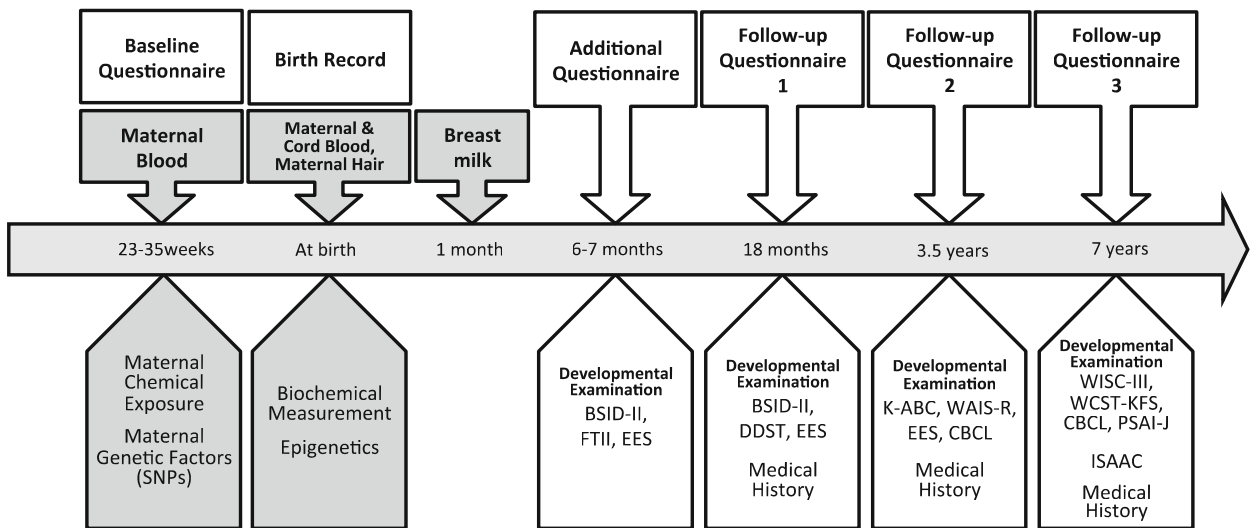 Baseline
Questionnaire
Birth Record
Additional
Questionnaire
Follow-up
Questionnaire
1
Follow-up
Questionnaire
2
Follow-up
Questionnaire
3
Maternal
Blood
Maternal &
Cord Blood,
Maternal Hair
Breast
milk
23-35weeks
At birth
1 month
6-7 months
18 months
3.5 years
7 years
Maternal
Chemical
Exposure
Maternal
Genetic Factors
(SNPs)
Biochemical
Measurement
Epigenetics
Developmental
Examination
BSID-II,
FTII, EES
Developmental
Examination
BSID-II,
DDST, EES
Medical
History
Developmental
Examination
K-ABC, WAIS-R,
EES, CBCL
Medical
History
Developmental
Examination
WISC-III,
WCST-KFS,
CBCL, PSAI-J
ISAAC
Medical
History